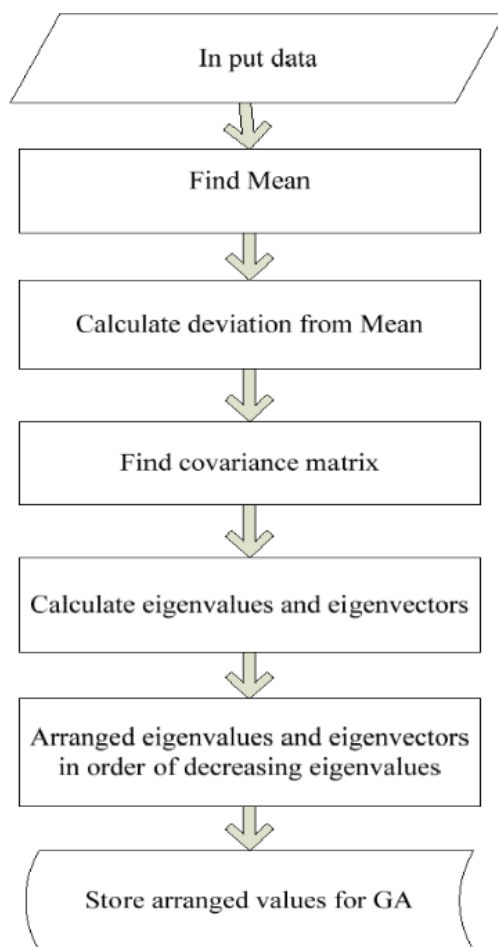 In put data
Find Mean
Calculate deviation from Mean
Find covariance matrix
Calculate eigenvalues and eigenvectors
Arranged eigenvalues and eigenvectors
in order of decreasing eigenvalues
Store arranged values for GA